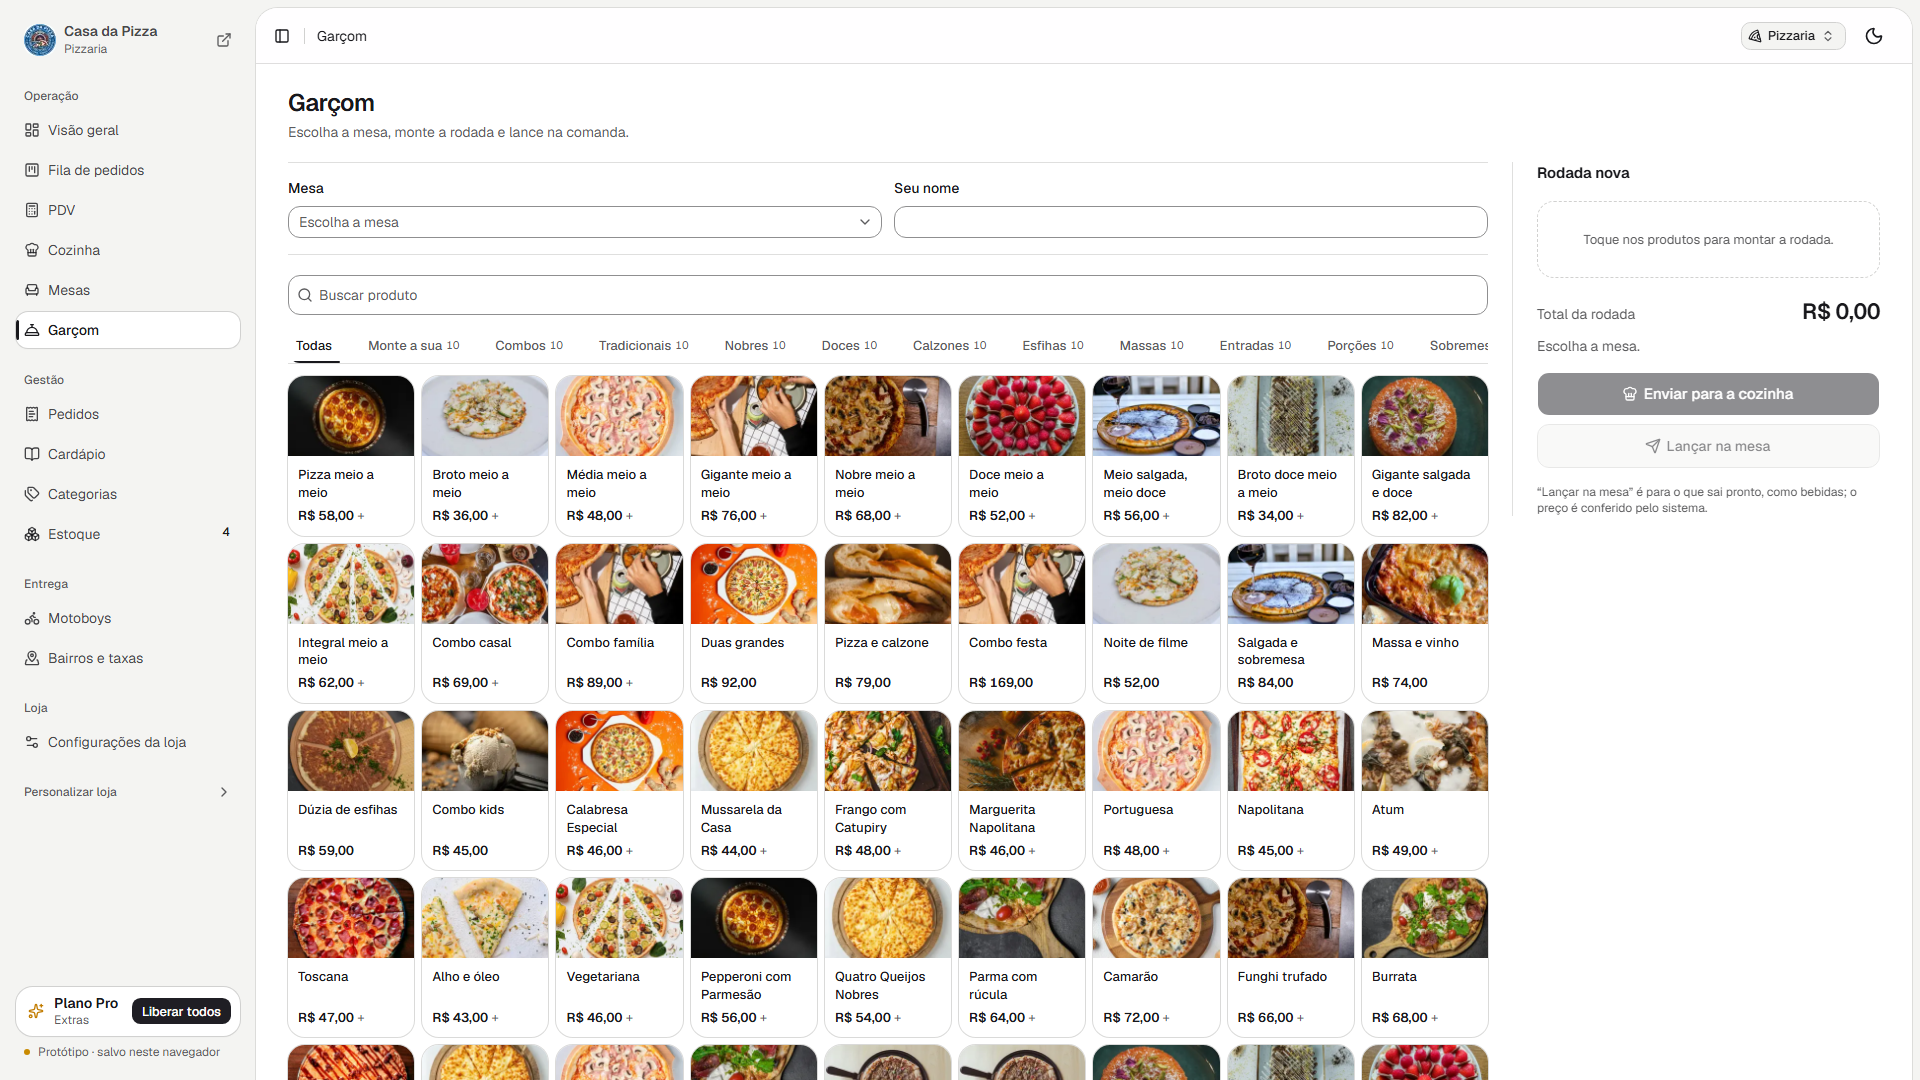 Casa da Pizza
Pizzaria
Operação
Visão geral
Fila de pedidos
PDV
Cozinha
Mesas
Garçom
Gestão
Pedidos
Cardápio
Categorias
Estoque 4
Entrega
Motoboys
Bairros e taxas
Loja
Configurações da loja
Personalizar loja
Plano Pro
Extras
Liberar todos
Protótipo · salvo neste navegador
Garçom
Pizzaria
Garçom
Escolha a mesa, monte a rodada e lance na comanda.
Mesa
Escolha a mesa
Seu nome
Buscar produto
Todas Monte a sua 10 Combos 10 Tradicionais 10 Nobres 10 Doces 10 Calzones 10 Esfihas 10 Massas 10 Entradas 10 Porções 10 Sobremes
Pizza meio a meio
R$ 58,00 +
Broto meio a meio
R$ 36,00 +
Média meio a meio
R$ 48,00 +
Gigante meio a meio
R$ 76,00 +
Nobre meio a meio
R$ 68,00 +
Doce meio a meio
R$ 52,00 +
Meio salgada, meio doce
R$ 56,00 +
Broto doce meio a meio
R$ 34,00 +
Gigante salgada e doce
R$ 82,00 +
Integral meio a meio
R$ 62,00 +
Combo casal
R$ 69,00 +
Combo família
R$ 89,00 +
Duas grandes
R$ 92,00
Pizza e calzone
R$ 79,00
Combo festa
R$ 169,00
Noite de filme
R$ 52,00
Salgada e sobremesa
R$ 84,00
Massa e vinho
R$ 74,00
Dúzia de esfihas
R$ 59,00
Combo kids
R$ 45,00
Calabresa Especial
R$ 46,00 +
Mussarela da Casa
R$ 44,00 +
Frango com Catupiry
R$ 48,00 +
Marguerita Napolitana
R$ 46,00 +
Portuguesa
R$ 48,00 +
Napolitana
R$ 45,00 +
Atum
R$ 49,00 +
Toscana
R$ 47,00 +
Alho e óleo
R$ 43,00 +
Vegetariana
R$ 46,00 +
Pepperoni com Parmesão
R$ 56,00 +
Quatro Queijos Nobres
R$ 54,00 +
Parma com rúcula
R$ 64,00 +
Camarão
R$ 72,00 +
Funghi trufado
R$ 66,00 +
Burrata
R$ 68,00 +
Rodada nova
Toque nos produtos para montar a rodada.
Total da rodada R$ 0,00
Escolha a mesa.
Enviar para a cozinha
Lançar na mesa
“Lançar na mesa” é para o que sai pronto, como bebidas; o
preço é conferido pelo sistema.